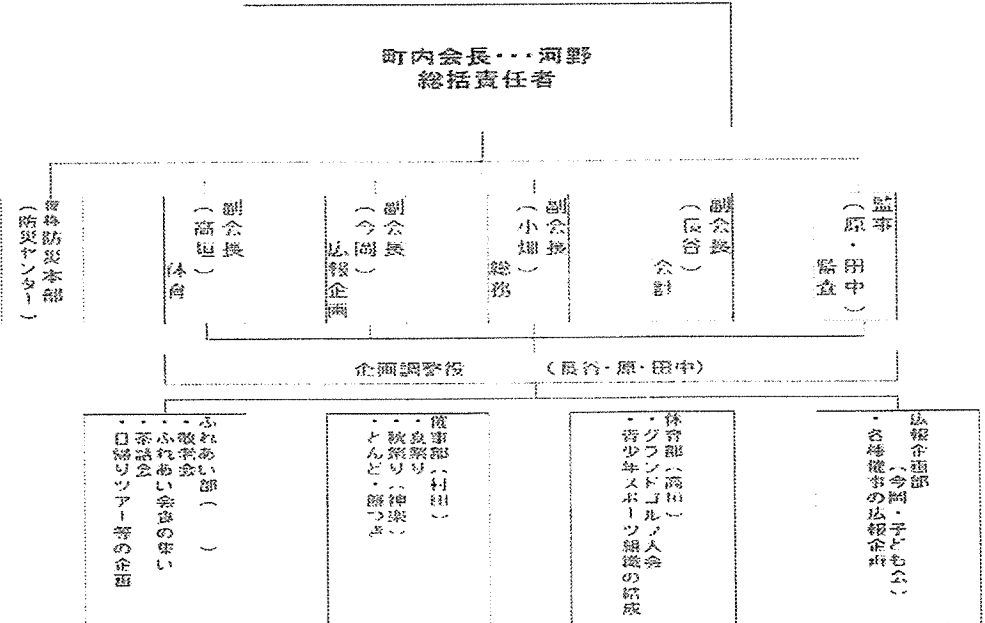 町内会長・・・河野
総括責任者
監事
（原・田中）
監査
副会長
（長谷）
会計
副会長
（小畑）
総務
副会長
（今岡）
広報企画
副会長
（高垣）
体育
防災本部
（防災センター）
企画調整役　（長谷・原・田中）
広報企画部
（今岡・子ども会）
・各種催事の広報企画
体育部（高垣）
・グランドゴルフ大会
・青少年スポーツ組織の結成
催事部（村田）
・夏祭り
・秋祭り（神楽）
・とんど・餅つき
ふれあい部（　）
・敬老会
・ふれあい会食の集い
・茶話会
・日帰りツアー等の企画